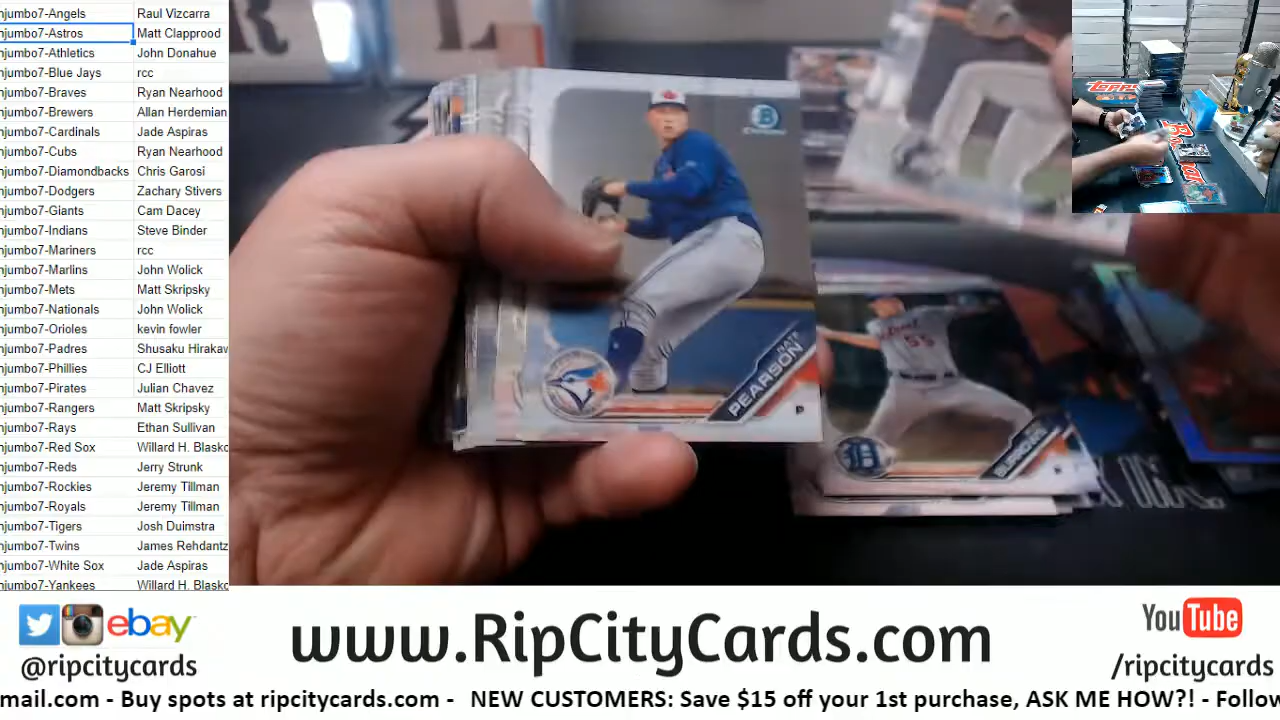 njumbo7-Angels Raul Vizcarra
njumbo7-Astros Matt Clapprood
njumbo7-Athletics John Donahue
njumbo7-Blue Jays rcc
njumbo7-Braves Ryan Nearhood
njumbo7-Brewers Allan Herdeman
njumbo7-Cardinals Jade Aspiras
njumbo7-Cubs Ryan Nearhood
njumbo7-Diamondbacks Chris Garosi
njumbo7-Dodgers Zachary Stivers
njumbo7-Giants Cam Dacey
njumbo7-Indians Steve Binder
njumbo7-Mariners rcc
njumbo7-Marlins John Wolick
njumbo7-Mets Matt Skripsky
njumbo7-Nationals John Wolick
njumbo7-Orioles kevin fowler
njumbo7-Padres Shusaku Hirakaw
njumbo7-Phillies CJ Elliott
njumbo7-Pirates Julian Chavez
njumbo7-Rangers Matt Skripsky
njumbo7-Rays Ethan Sullivan
njumbo7-Red Sox Willard H. Blasko
njumbo7-Reds Jerry Strunk
njumbo7-Rockies Jeremy Tillman
njumbo7-Royals Jeremy Tillman
njumbo7-Tigers Josh Duimstra
njumbo7-Twins James Rehdantz
njumbo7-White Sox Jade Aspiras
njumbo7-Yankees Willard H. Blasko
NATE
PEARSON
P
BURROWS
topps
ebay
@ripcitycards
www.RipCityCards.com
YouTube
/ripcitycards
mail.com - Buy spots at ripcitycards.com - NEW CUSTOMERS: Save $15 off your 1st purchase, ASK ME HOW?! - Follow